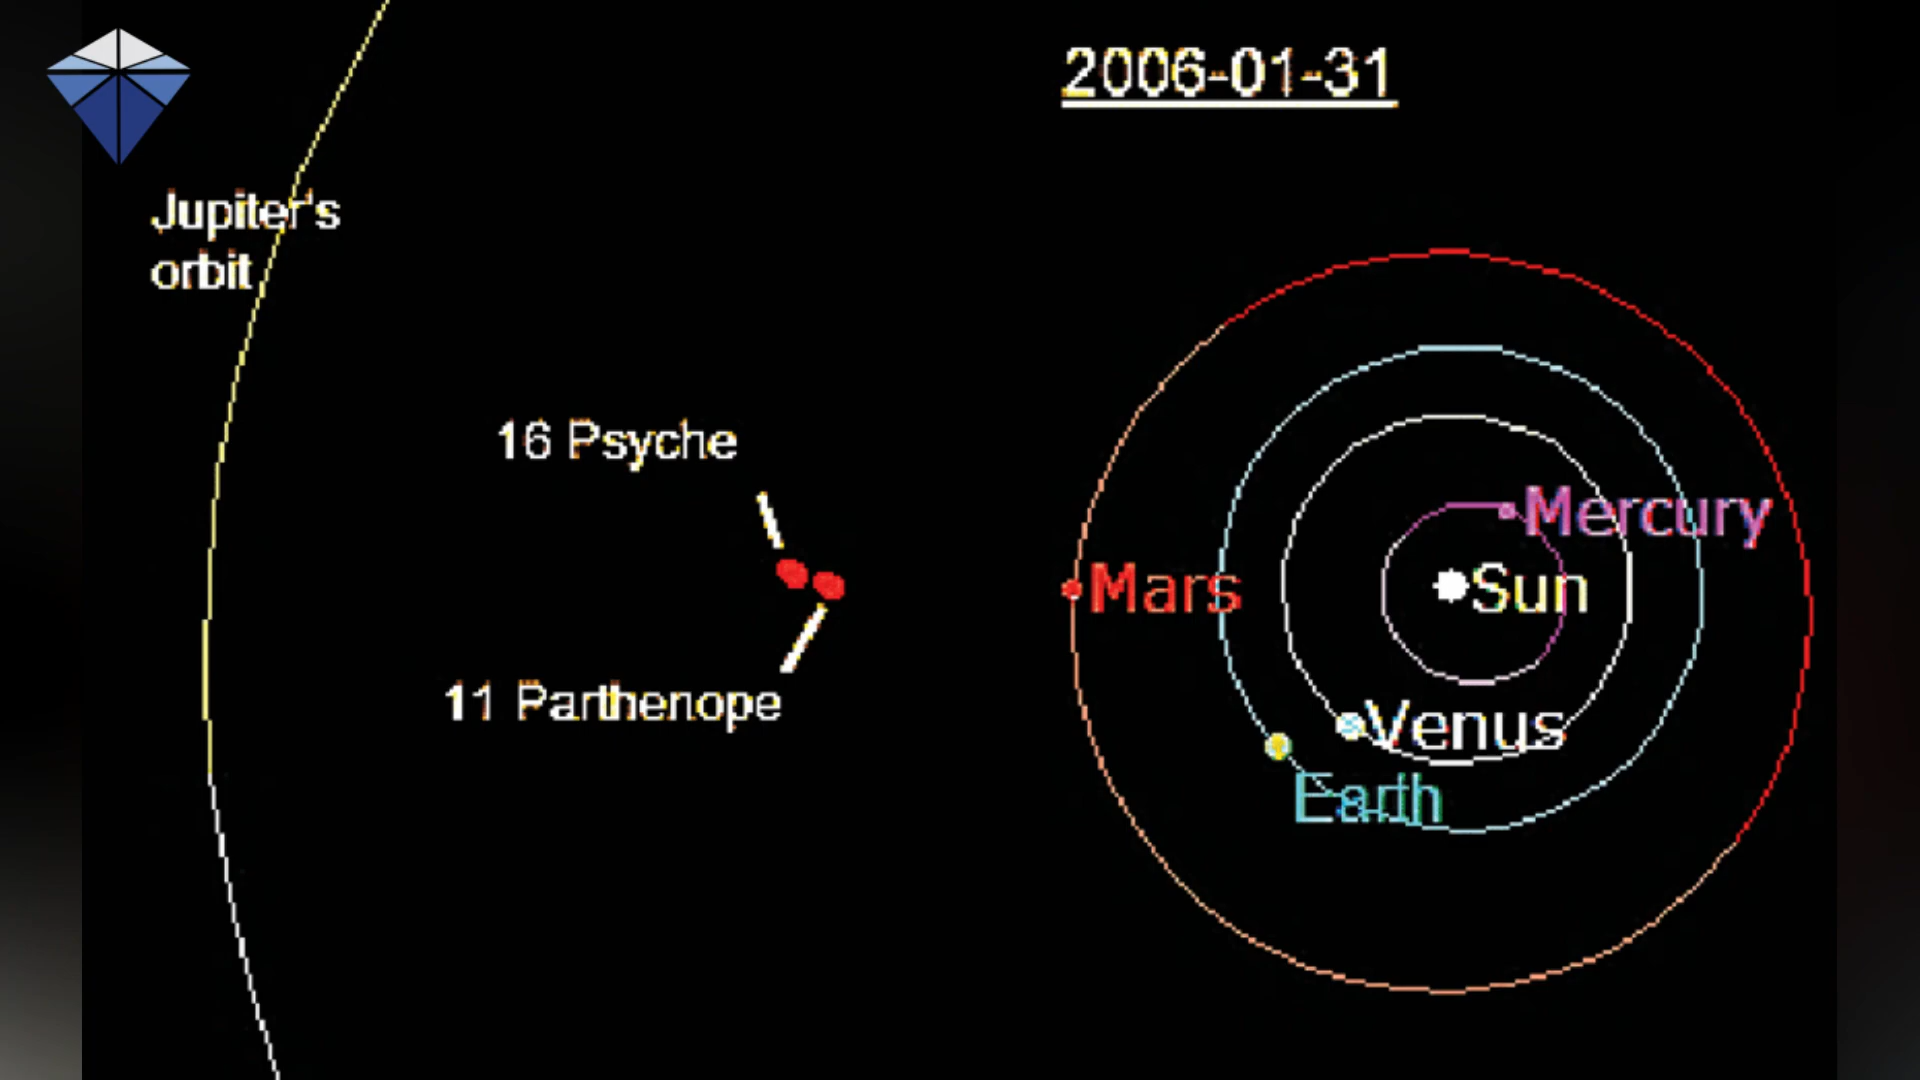 2006-01-31
Jupiter's
orbit
16 Psyche
Mercury
Mars
Sun
11 Parthenope
Venus
Earth